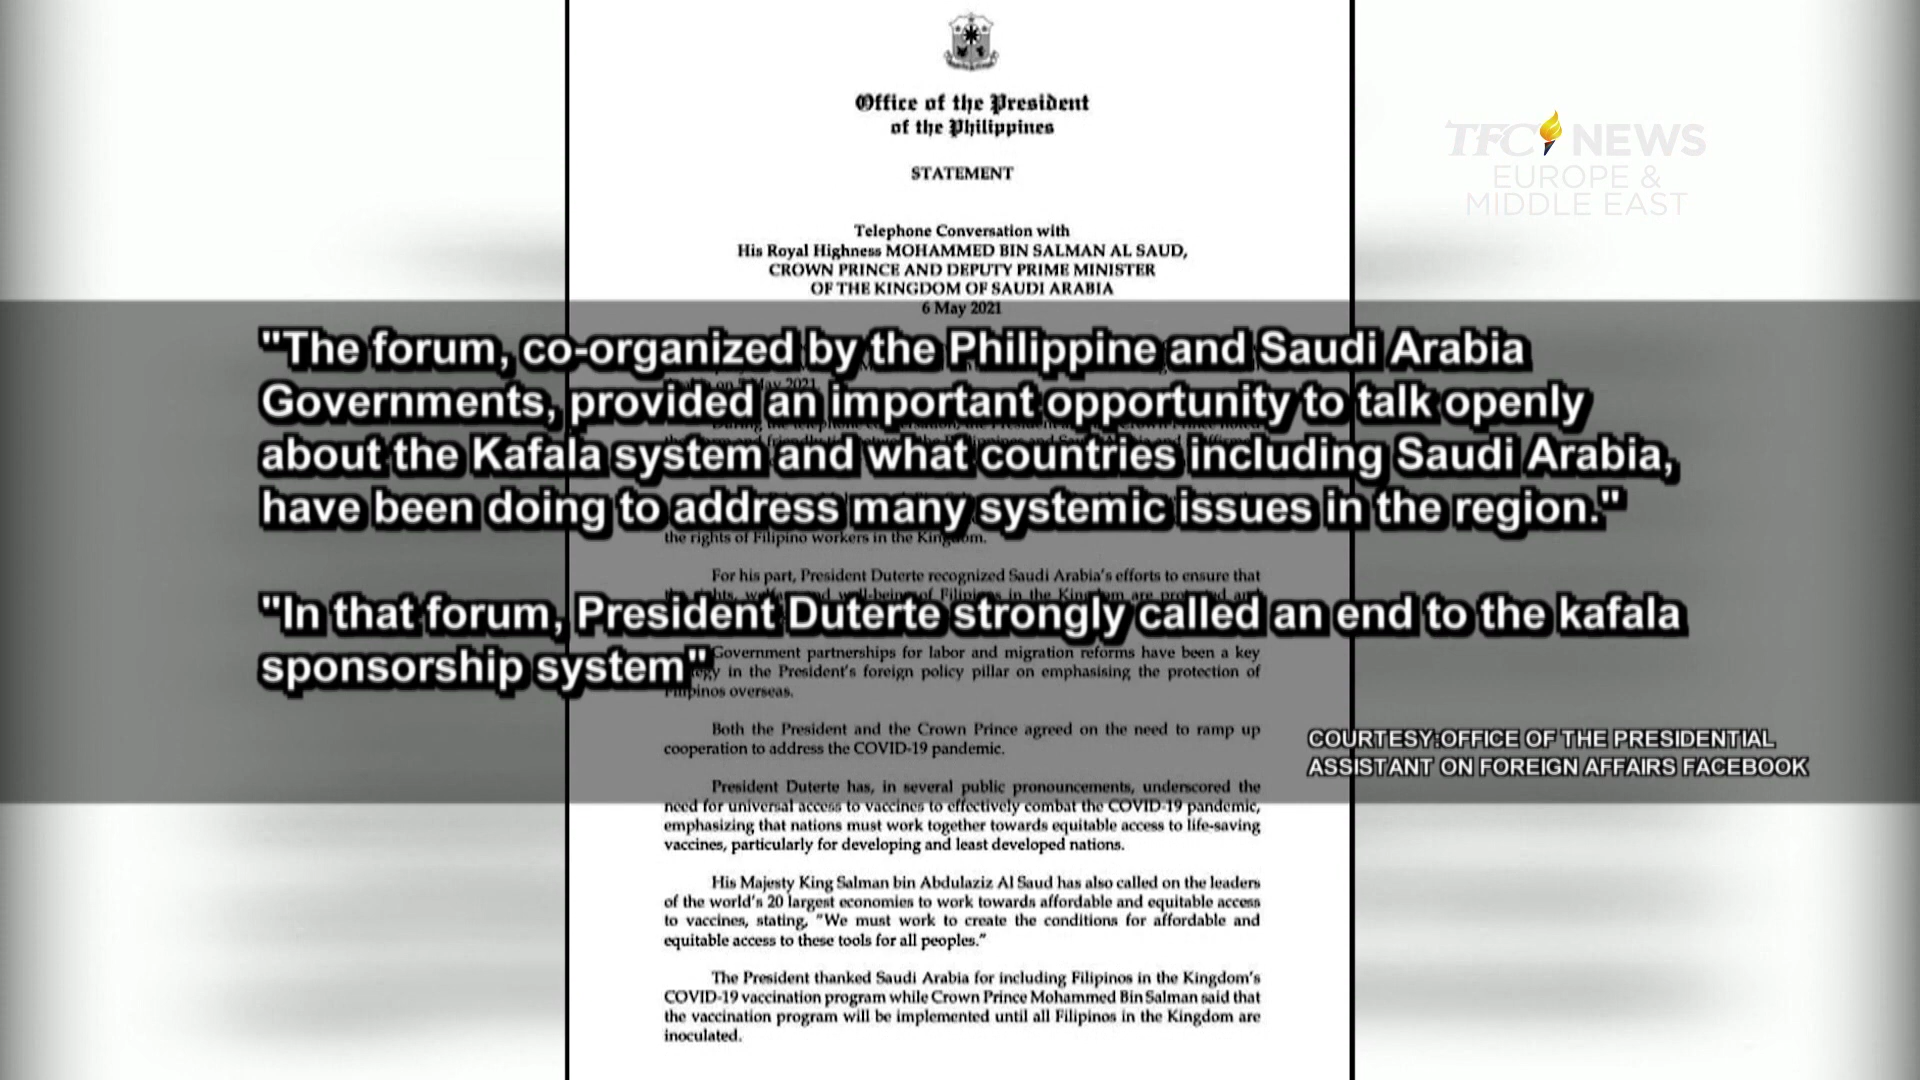 Office of the President
of the Philippines
STATEMENT
TFC NEWS
EUROPE &
MIDDLE EAST
Telephone Conversation with
His Royal Highness MOHAMMED BIN SALMAN AL SAUD,
CROWN PRINCE AND DEPUTY PRIME MINISTER
OF THE KINGDOM OF SAUDI ARABIA
6 May 2021
"The forum, co-organized by the Philippine and Saudi Arabia
Governments, provided an important opportunity to talk openly
about the Kafala system and what countries including Saudi Arabia,
have been doing to address many systemic issues in the region."
the rights of Filipino workers in the Kingdom.
For his part, President Duterte recognized Saudi Arabia's efforts to ensure that
"In that forum, President Duterte strongly called an end to the kafala
sponsorship system"
Government partnerships for labor and migration reforms have been a key
in the President's foreign policy pillar on emphasising the protection of
Filipinos overseas.
Both the President and the Crown Prince agreed on the need to ramp up
cooperation to address the COVID-19 pandemic.
COURTESY:OFFICE OF THE PRESIDENTIAL
ASSISTANT ON FOREIGN AFFAIRS FACEBOOK
President Duterte has, in several public pronouncements, underscored the
need for universal access to vaccines to effectively combat the COVID-19 pandemic,
emphasizing that nations must work together towards equitable access to life-saving
vaccines, particularly for developing and least developed nations.
His Majesty King Salman bin Abdulaziz Al Saud has also called on the leaders
of the world's 20 largest economies to work towards affordable and equitable access
to vaccines, stating, "We must work to create the conditions for affordable and
equitable access to these tools for all peoples."
The President thanked Saudi Arabia for including Filipinos in the Kingdom's
COVID-19 vaccination program while Crown Prince Mohammed Bin Salman said that
the vaccination program will be implemented until all Filipinos in the Kingdom are
inoculated.